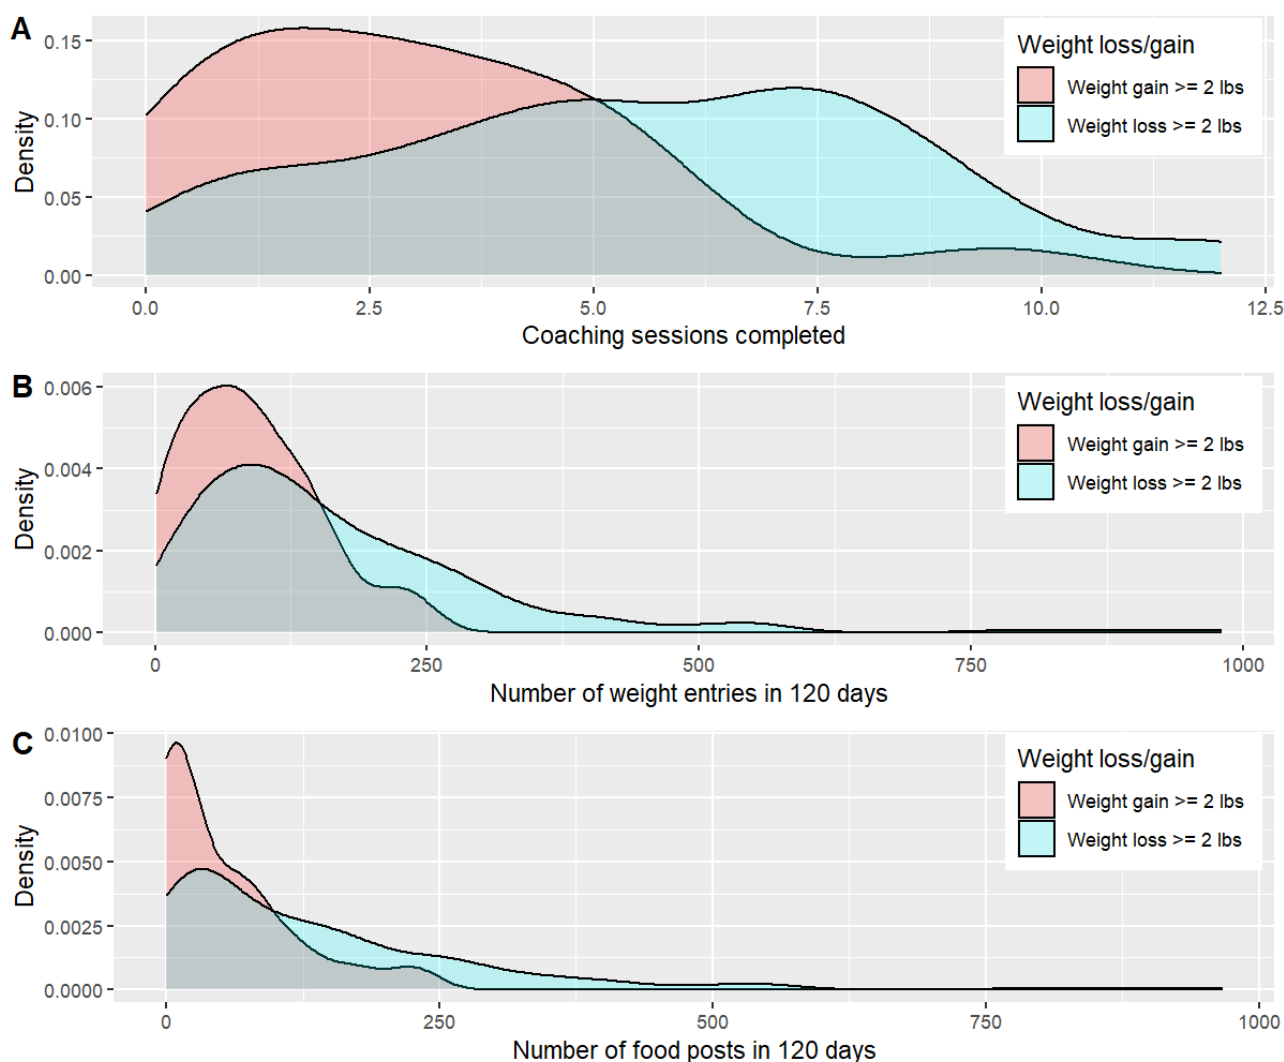 A
Density
0.15
0.10
0.05
0.00
0.0 2.5 5.0 7.5 10.0 12.5
Coaching sessions completed
Weight loss/gain
Weight gain >= 2 lbs
Weight loss >= 2 lbs
B
Density
0.006
0.004
0.002
0.000
0 250 500 750 1000
Number of weight entries in 120 days
Weight loss/gain
Weight gain >= 2 lbs
Weight loss >= 2 lbs
C
Density
0.0100
0.0075
0.0050
0.0025
0.0000
0 250 500 750 1000
Number of food posts in 120 days
Weight loss/gain
Weight gain >= 2 lbs
Weight loss >= 2 lbs